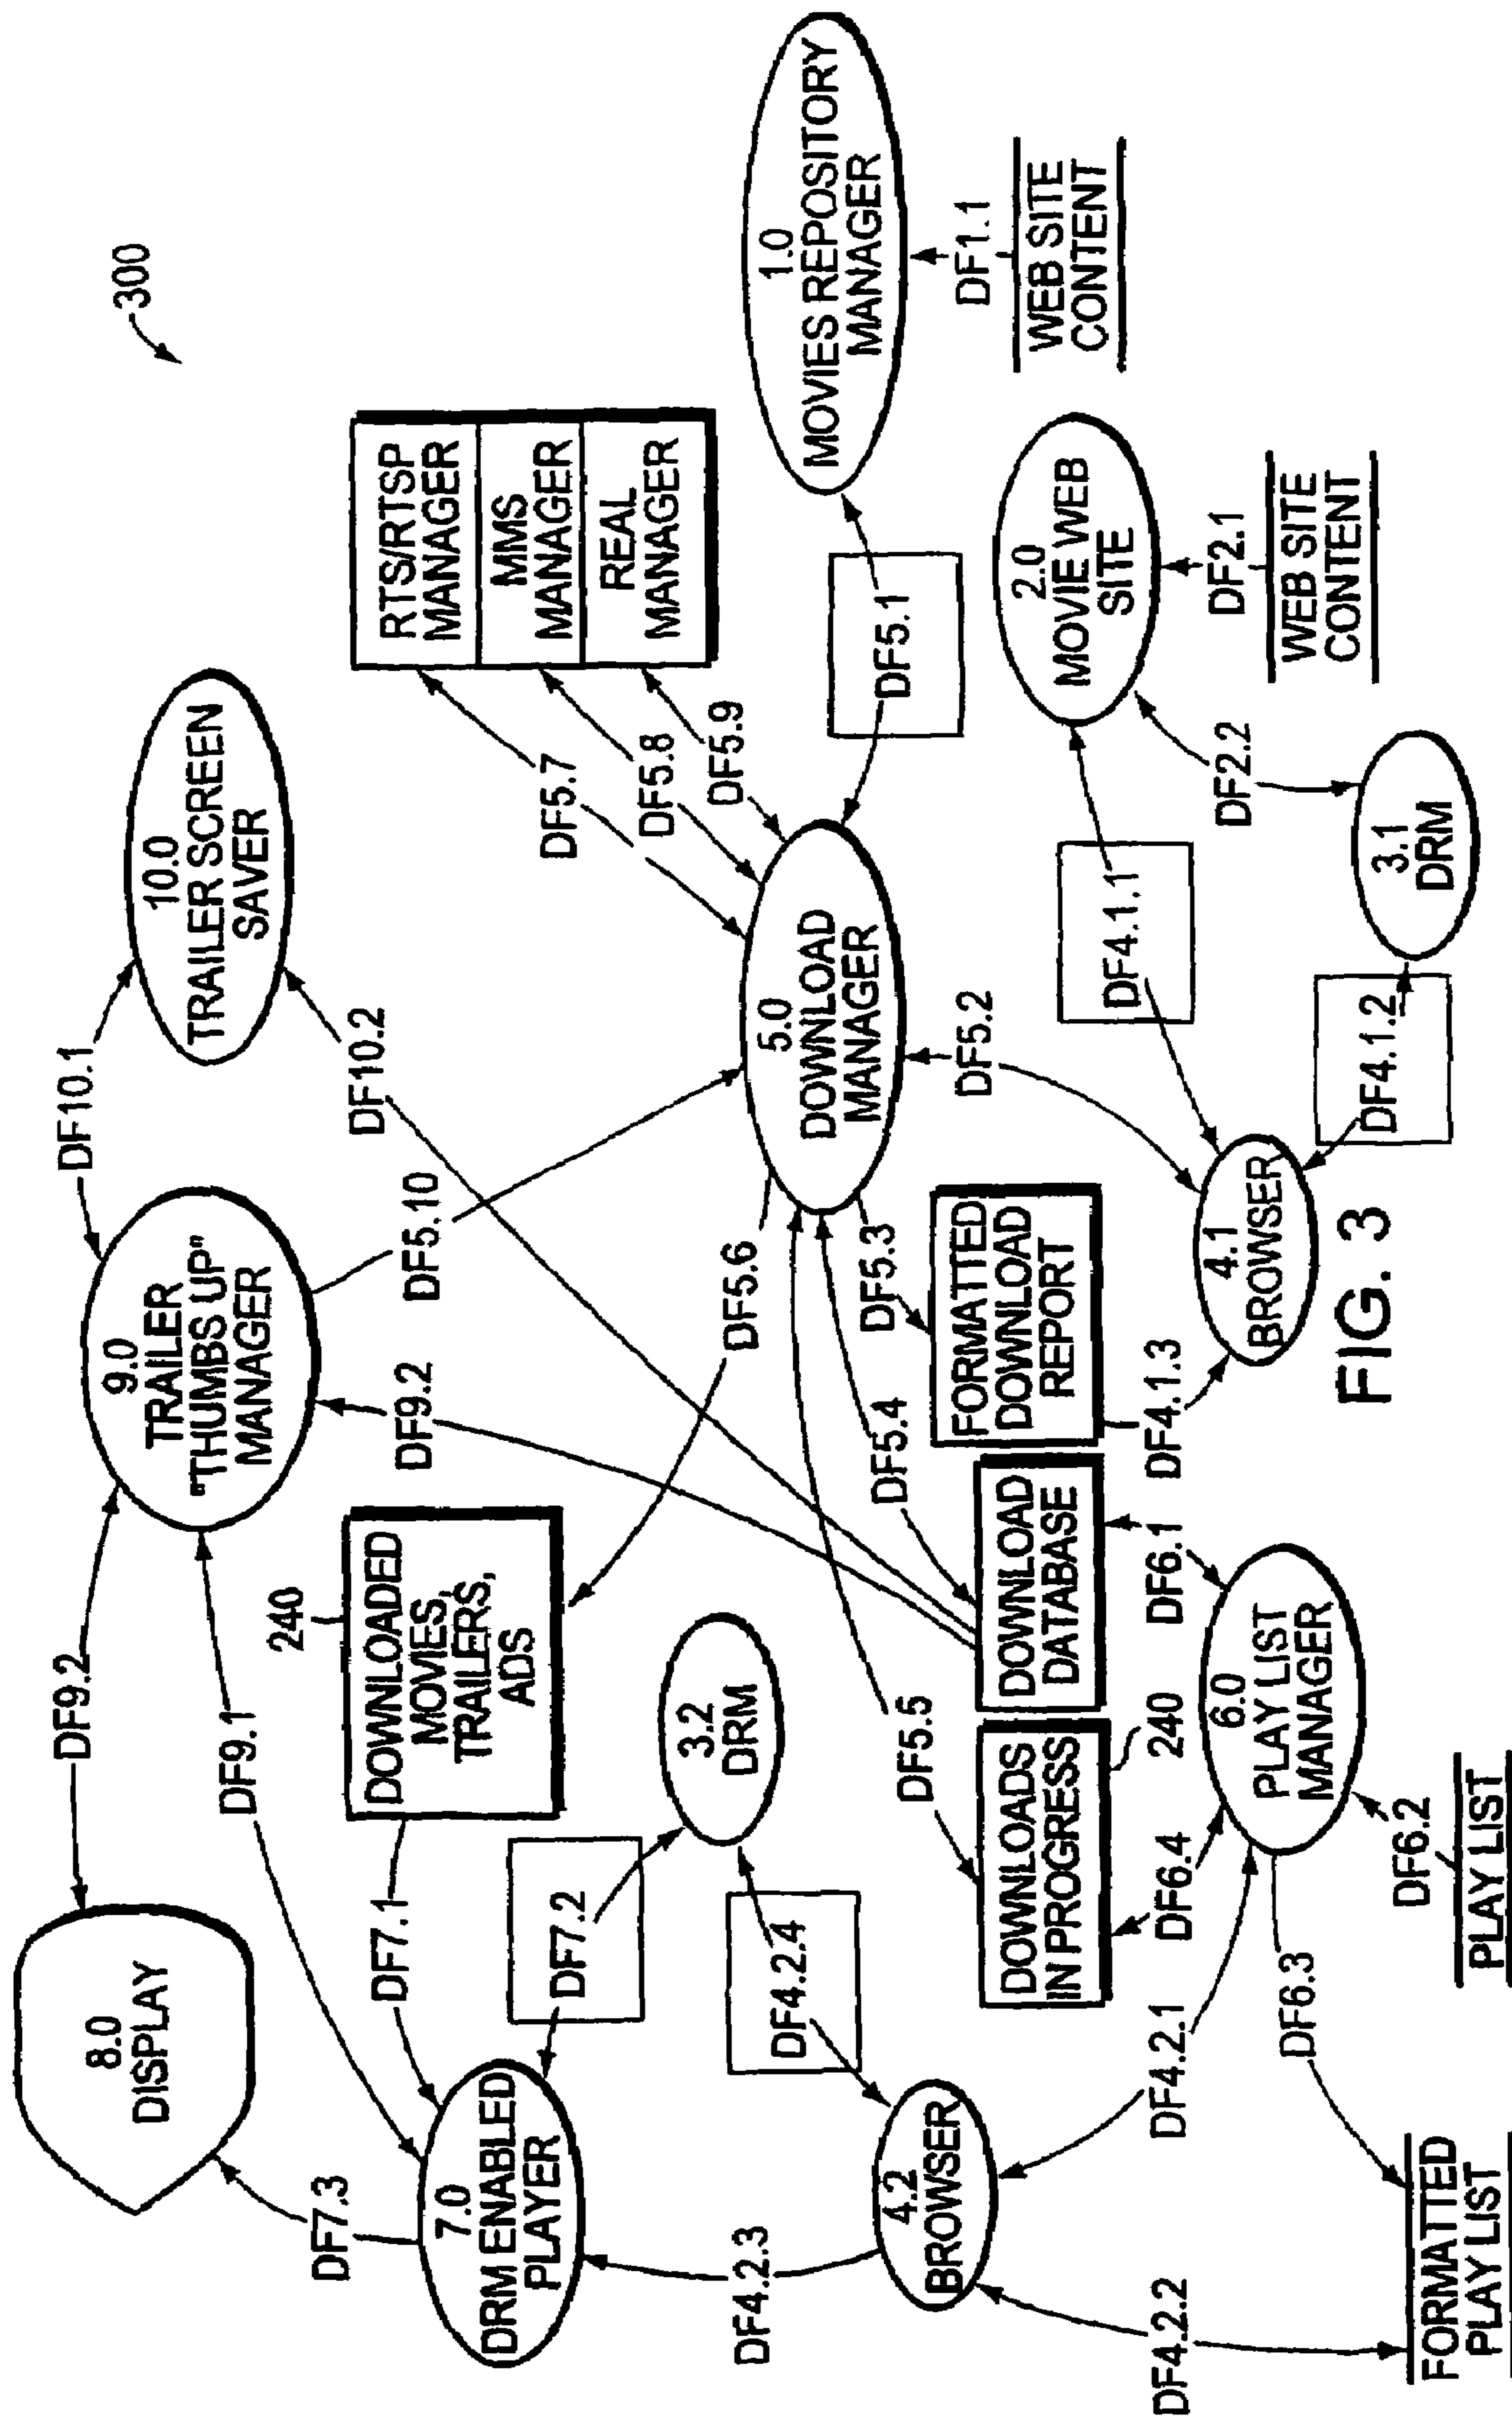 300
8.0
DISPLAY
DF9.2
9.0
TRAILER
"THUMBS UP"
MANAGER
DF10.1
10.0
TRAILER SCREEN
SAVER
DF7.3
DF9.1
240
DF9.2
DF5.10
DF10.2
7.0
DRM ENABLED
PLAYER
DF7.1
DOWNLOADED
MOVIES,
TRAILERS,
ADS
DF5.7
DF5.8
DF5.9
RTS/RTSP
MANAGER
MMS
MANAGER
REAL
MANAGER
DF7.2
3.2
DRM
DF5.6
DF4.2.3
DF4.2.4
DF5.5
DF5.4
DF5.3
5.0
DOWNLOAD
MANAGER
DF5.1
1.0
MOVIES REPOSITORY
MANAGER
4.2
BROWSER
DOWNLOADS
IN PROGRESS
DOWNLOAD
DATABASE
FORMATTED
DOWNLOAD
REPORT
DF5.2
DF1.1
WEB SITE
CONTENT
2.0
MOVIE WEB
SITE
DF4.2.2
DF4.2.1
DF6.4
240
DF6.1
DF4.1.3
4.1
BROWSER
DF4.1.1
DF2.2
DF2.1
WEB SITE
CONTENT
DF6.3
6.0
PLAY LIST
MANAGER
DF4.1.2
3.1
DRM
FORMATTED
PLAY LIST
DF6.2
PLAY LIST
FIG. 3